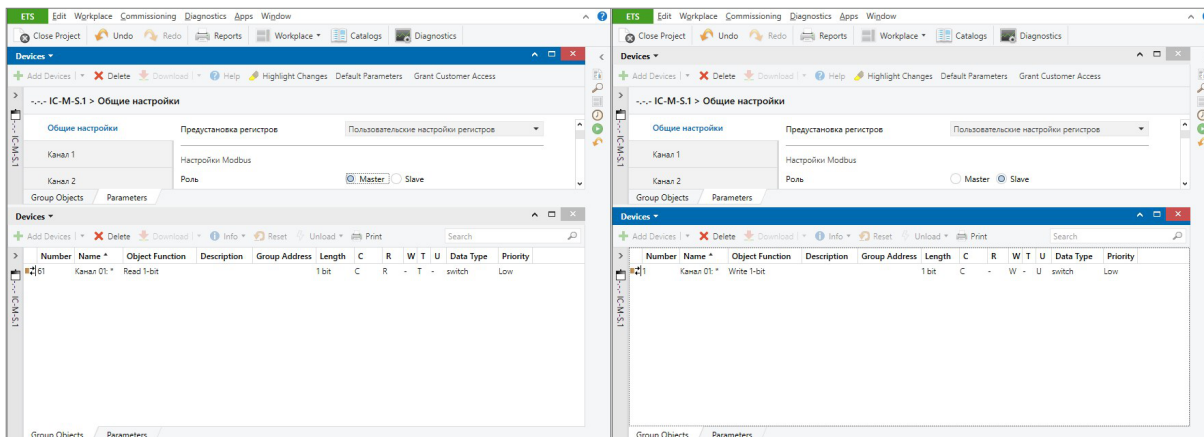 ETS Edit Workplace Commissioning Diagnostics Apps Window
Close Project Undo Redo Reports Workplace Catalogs Diagnostics
Devices
Add Devices Delete Download Help Highlight Changes Default Parameters Grant Customer Access
-.-.- IC-M-S.1 > Общие настройки
-.-.- IC-M-S.1
Общие настройки Предустановка регистров Пользовательские настройки регистров
Канал 1 Настройки Modbus
Канал 2 Роль Master Slave
Group Objects Parameters
Devices
Add Devices Delete Download Info Reset Unload Print Search
Number Name Object Function Description Group Address Length C R W T U Data Type Priority
61 Канал 01: * Read 1-bit 1 bit C R - T - switch Low
-.-.- IC-M-S.1
Group Objects Parameters
ETS Edit Workplace Commissioning Diagnostics Apps Window
Close Project Undo Redo Reports Workplace Catalogs Diagnostics
Devices
Add Devices Delete Download Help Highlight Changes Default Parameters Grant Customer Access
-.-.- IC-M-S.1 > Общие настройки
-.-.- IC-M-S.1
Общие настройки Предустановка регистров Пользовательские настройки регистров
Канал 1 Настройки Modbus
Канал 2 Роль Master Slave
Group Objects Parameters
Devices
Add Devices Delete Download Info Reset Unload Print Search
Number Name Object Function Description Group Address Length C R W T U Data Type Priority
1 Канал 01: * Write 1-bit 1 bit C - W - U switch Low
-.-.- IC-M-S.1
Group Objects Parameters